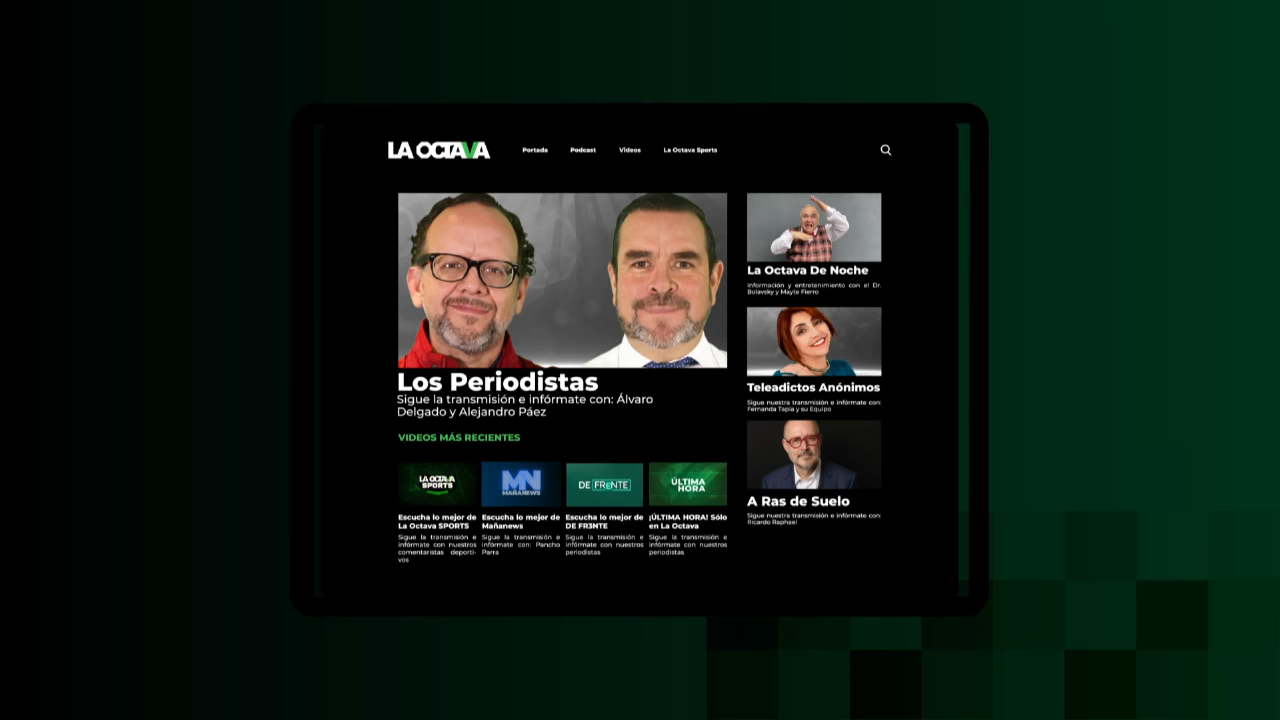 LA OCTAVA
Portada
Podcast
Videos
La Octava Sports
Los Periodistas
Sigue la transmisión e infórmate con: Álvaro
Delgado y Alejandro Páez
VIDEOS MÁS RECIENTES
LA OCTAVA
SPORTS
Escucha lo mejor de
La Octava SPORTS
Sigue la transmisión e
infórmate con nuestros
comentaristas deporti-
vos
MN
MAÑANEWS
Escucha lo mejor de
Mañanews
Sigue la transmisión e
infórmate con: Pancho
Parra
DE FRENTE
Escucha lo mejor de
DE FR3NTE
Sigue la transmisión e
infórmate con nuestros
periodistas
ÚLTIMA
HORA
¡ÚLTIMA HORA! Sólo
en La Octava
Sigue la transmisión e
infórmate con nuestros
periodistas
La Octava De Noche
Información y entretenimiento con el Dr.
Bolavsky y Mayte Fierro
Teleadictos Anónimos
Sigue nuestra transmisión e infórmate con:
Fernanda Tapia y su Equipo
A Ras de Suelo
Sigue nuestra transmisión e infórmate con:
Ricardo Raphael